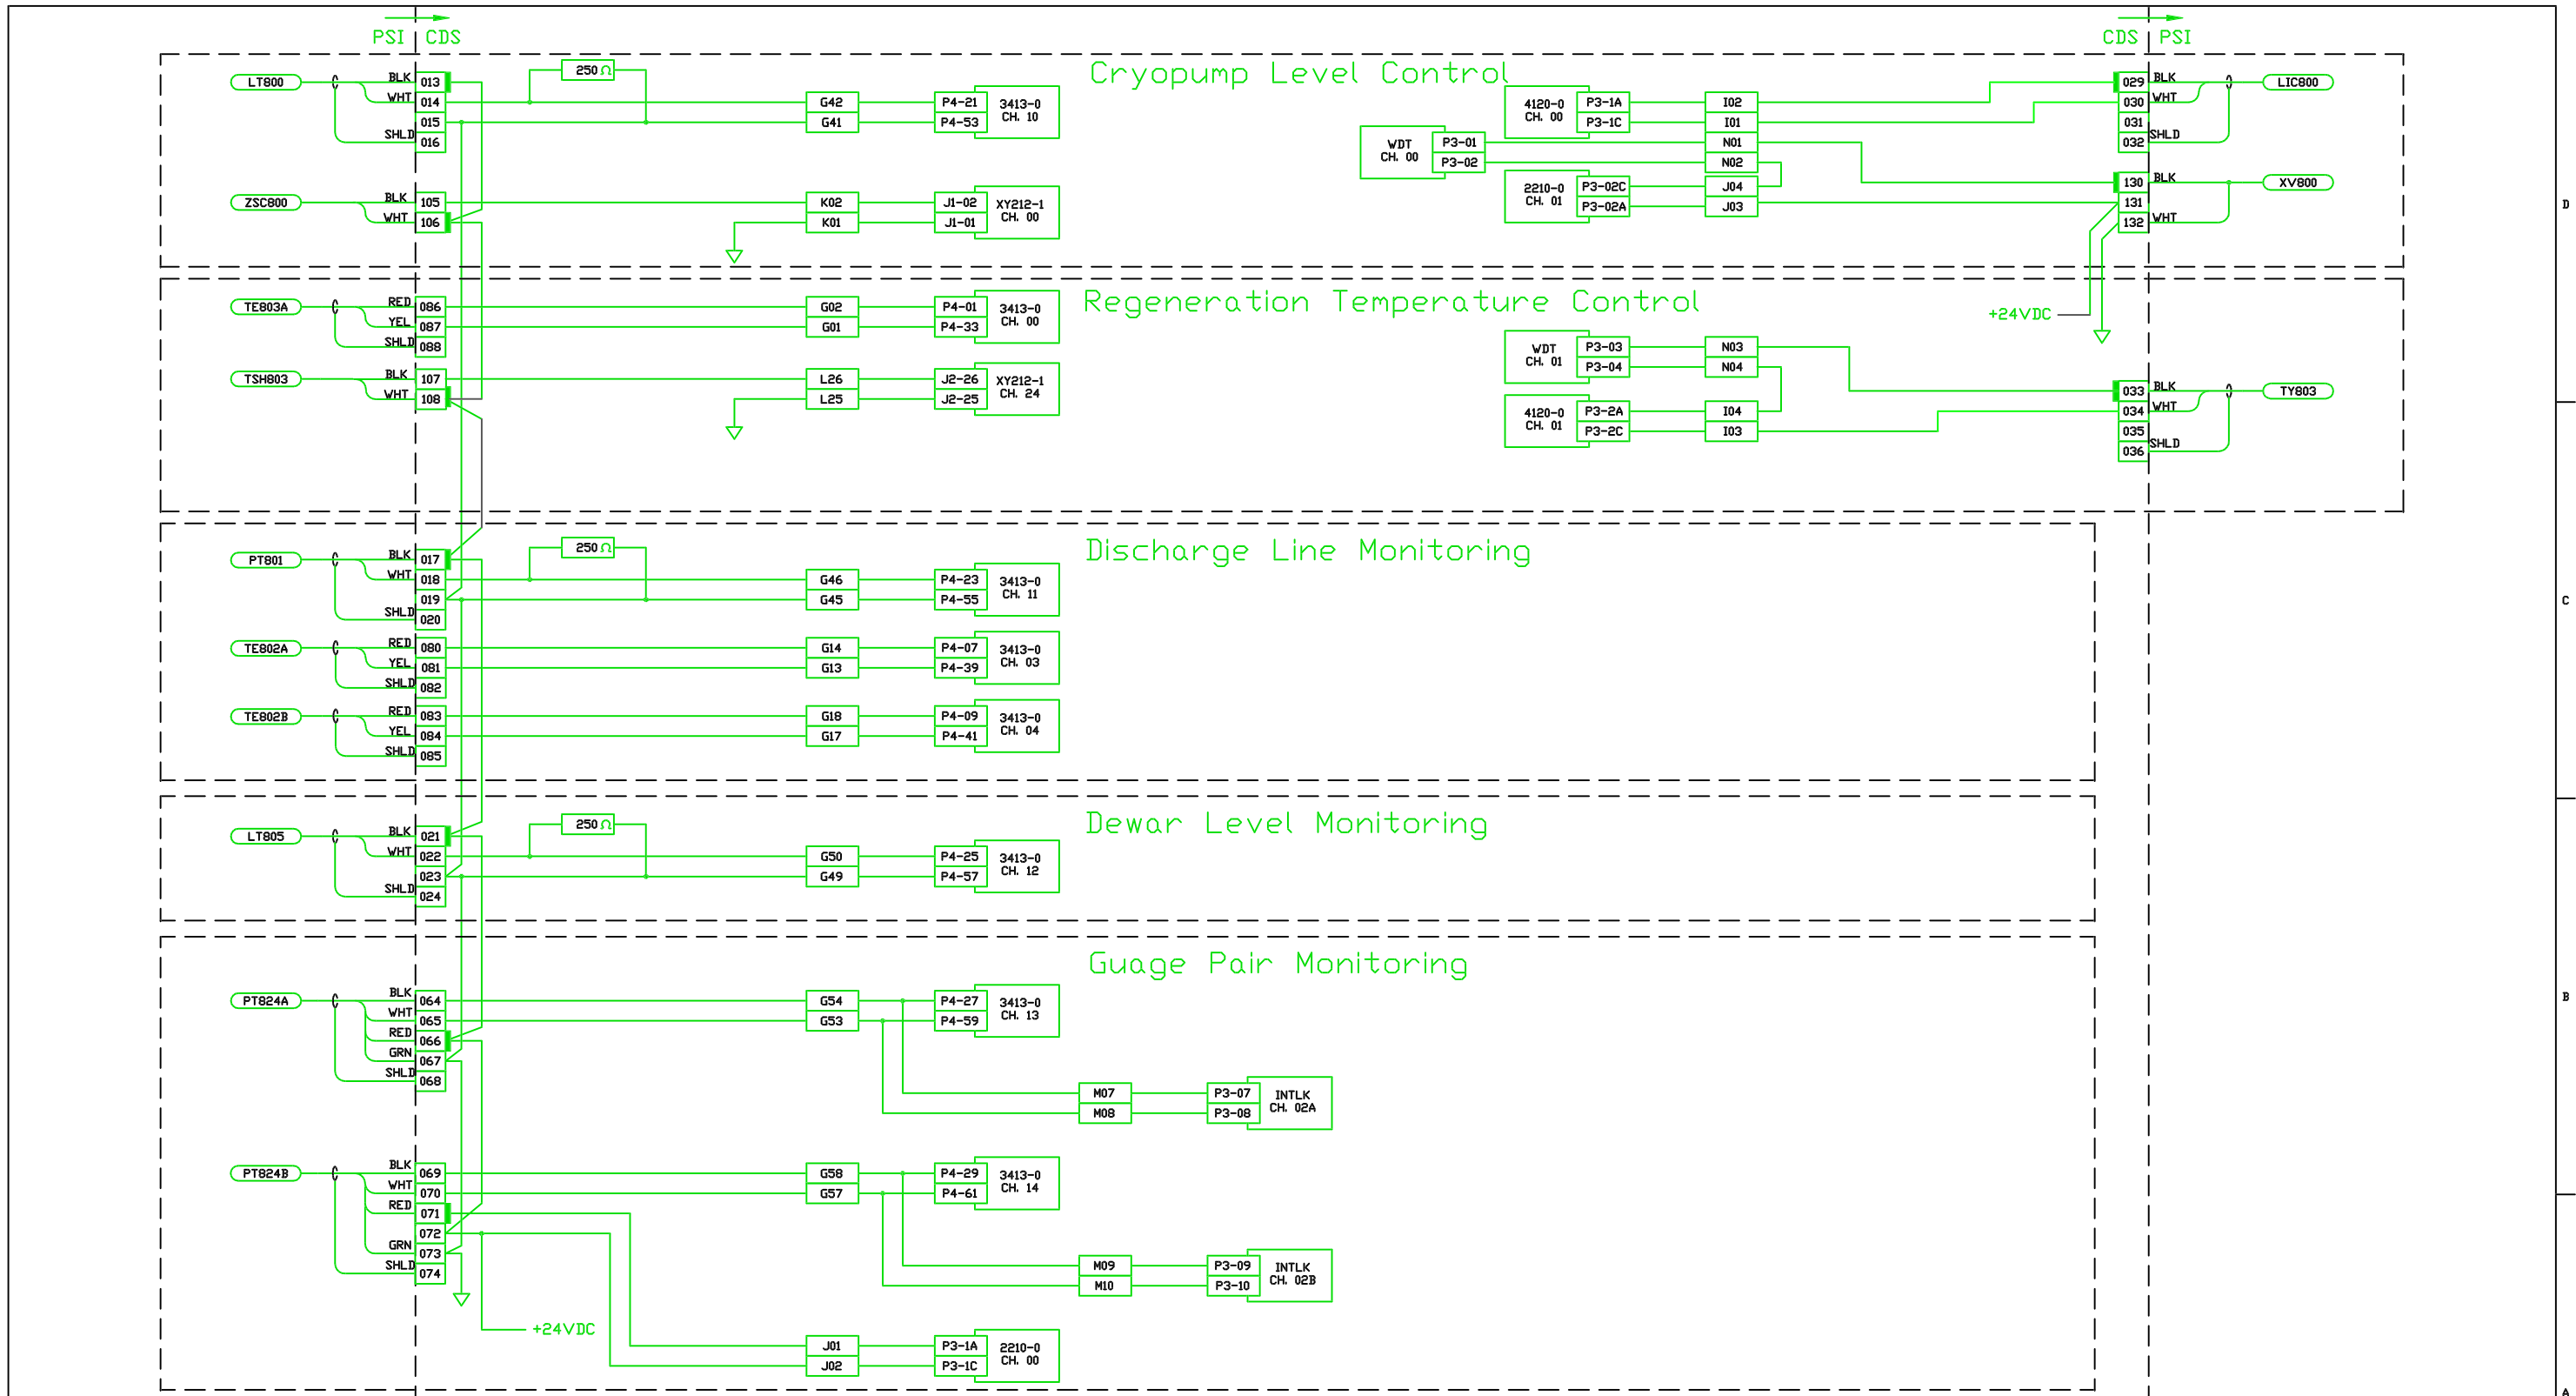 PSI CDS
CDS PSI
Cryopump Level Control
LT800
BLK 013
WHT 014
015
SHLD 016
250 Ω
G42 P4-21
G41 P4-53
3413-0
CH. 10
ZSC800
BLK 105
WHT 106
K02 J1-02
K01 J1-01
XY212-1
CH. 00
4120-0
CH. 00
P3-1A I02
P3-1C I01
WDT
CH. 00
P3-01 N01
P3-02 N02
2210-0
CH. 01
P3-02C J04
P3-02A J03
029 BLK
030 WHT
031
032 SHLD
LIC800
130 BLK
131
132 WHT
XV800
Regeneration Temperature Control
TE803A
RED 086
YEL 087
SHLD 088
G02 P4-01
G01 P4-33
3413-0
CH. 00
TSH803
BLK 107
WHT 108
L26 J2-26
L25 J2-25
XY212-1
CH. 24
+24VDC
WDT
CH. 01
P3-03 N03
P3-04 N04
4120-0
CH. 01
P3-2A I04
P3-2C I03
033 BLK
034 WHT
035
036 SHLD
TY803
Discharge Line Monitoring
PT801
BLK 017
WHT 018
019
SHLD 020
250 Ω
G46 P4-23
G45 P4-55
3413-0
CH. 11
TE802A
RED 080
YEL 081
SHLD 082
G14 P4-07
G13 P4-39
3413-0
CH. 03
TE802B
RED 083
YEL 084
SHLD 085
G18 P4-09
G17 P4-41
3413-0
CH. 04
Dewar Level Monitoring
LT805
BLK 021
WHT 022
023
SHLD 024
250 Ω
G50 P4-25
G49 P4-57
3413-0
CH. 12
Guage Pair Monitoring
PT824A
BLK 064
WHT 065
RED 066
GRN 067
SHLD 068
G54 P4-27
G53 P4-59
3413-0
CH. 13
M07 P3-07
M08 P3-08
INTLK
CH. 02A
PT824B
BLK 069
WHT 070
RED 071
072
GRN 073
SHLD 074
G58 P4-29
G57 P4-61
3413-0
CH. 14
M09 P3-09
M10 P3-10
INTLK
CH. 02B
+24VDC
J01 P3-1A
J02 P3-1C
2210-0
CH. 00
D
C
B
A